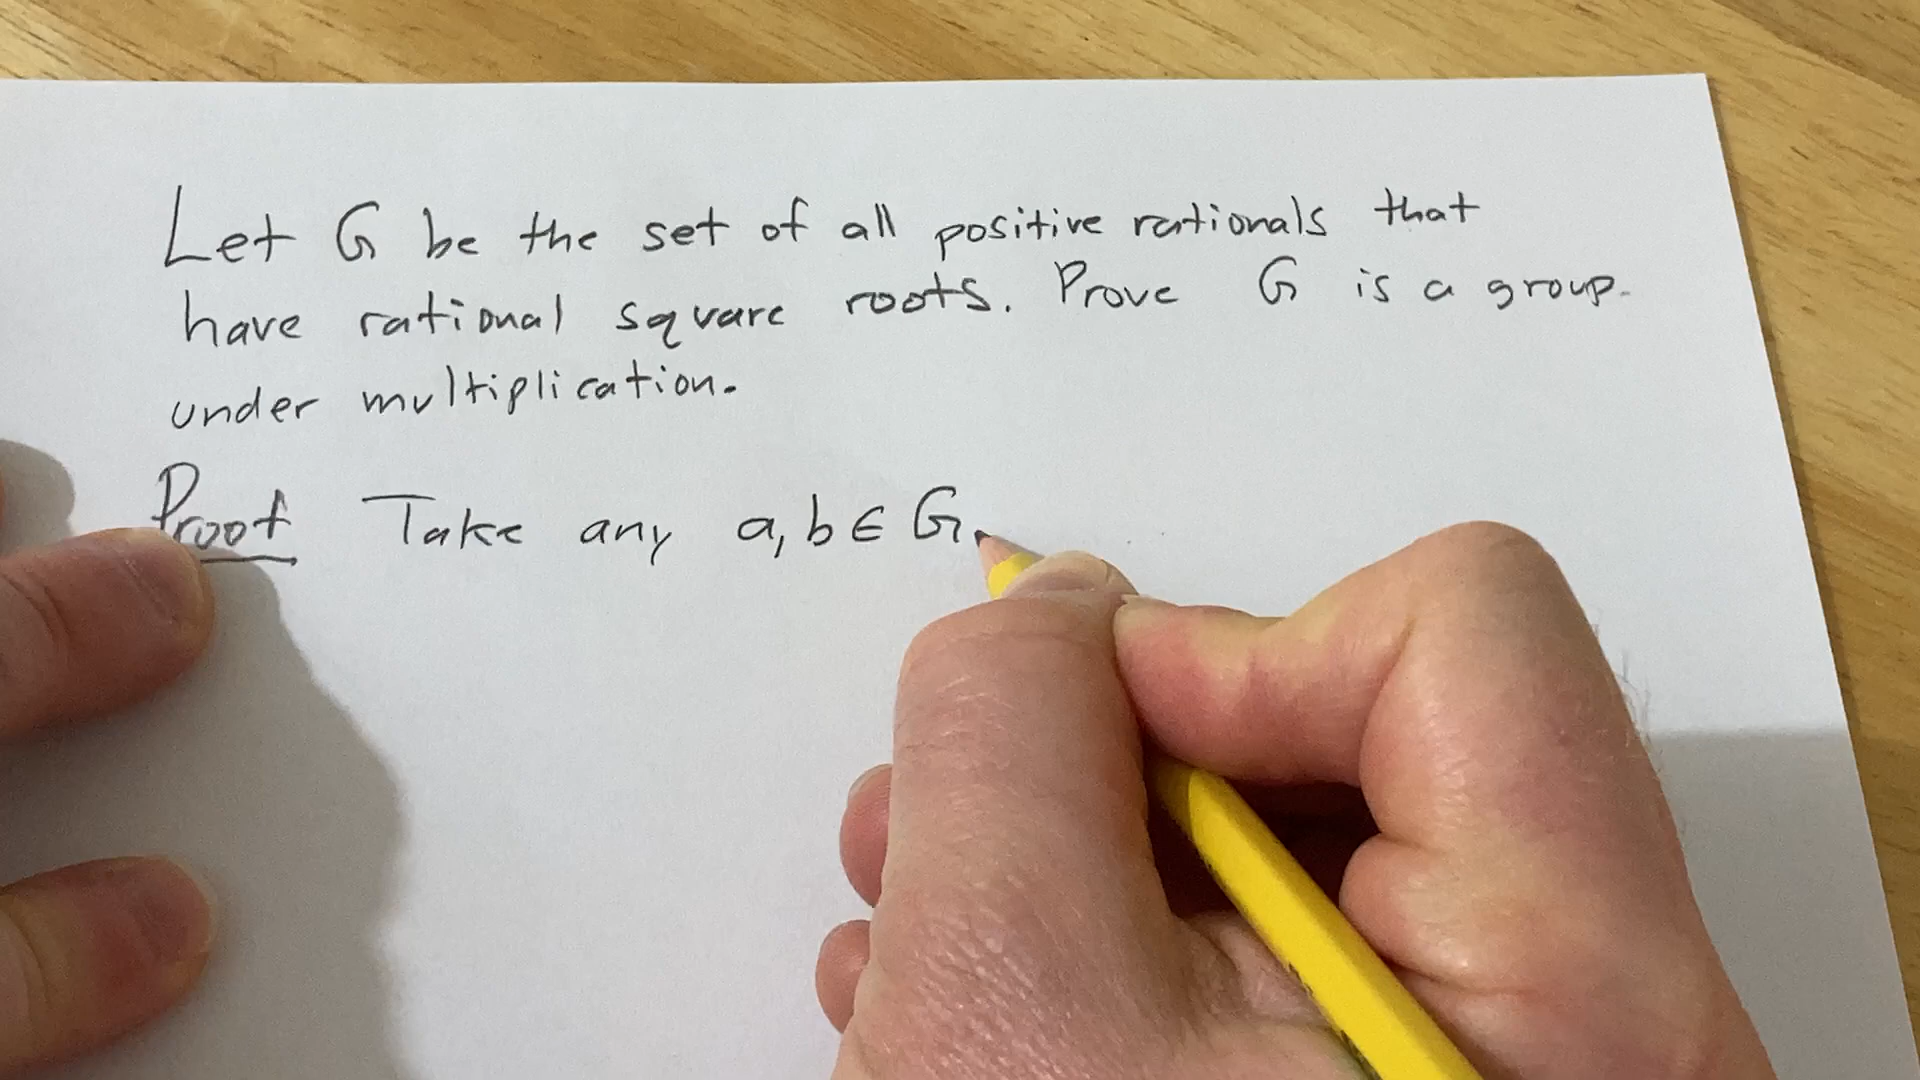 Let G be the set of all positive rationals that
have rational square roots. Prove G is a group.
under multiplication.
Proof Take any a, b ∈ G.